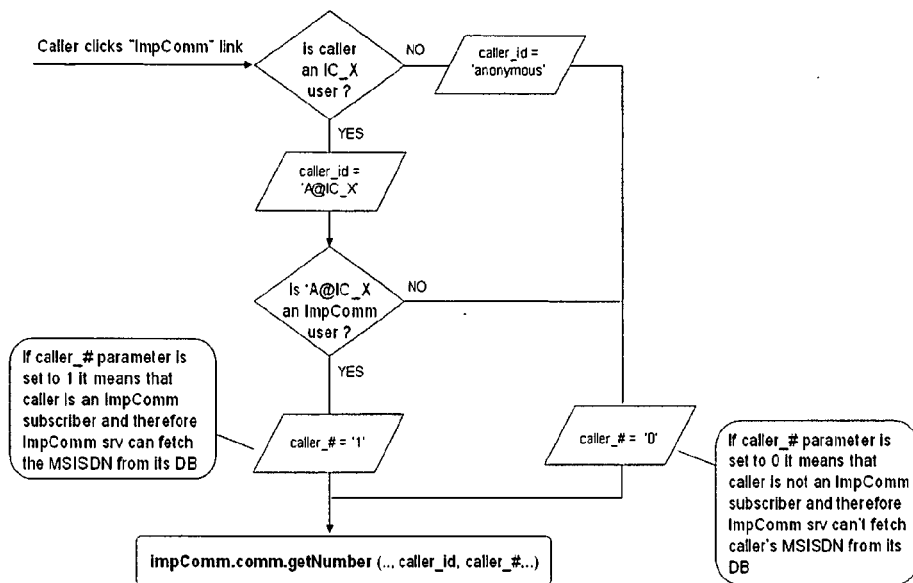 Caller clicks "ImpComm" link
is caller
an IC_X
user ?
NO
caller_id =
'anonymous'
YES
caller_id =
'A@IC_X'
Is 'A@IC_X
an ImpComm
user ?
NO
YES
If caller_# parameter is
set to 1 it means that
caller is an ImpComm
subscriber and therefore
ImpComm srv can fetch
the MSISDN from its DB
caller_# = '1'
caller_# = '0'
If caller_# parameter is
set to 0 it means that
caller is not an ImpComm
subscriber and therefore
ImpComm srv can't fetch
caller's MSISDN from its
DB
impComm.comm.getNumber (.., caller_id, caller_#...)